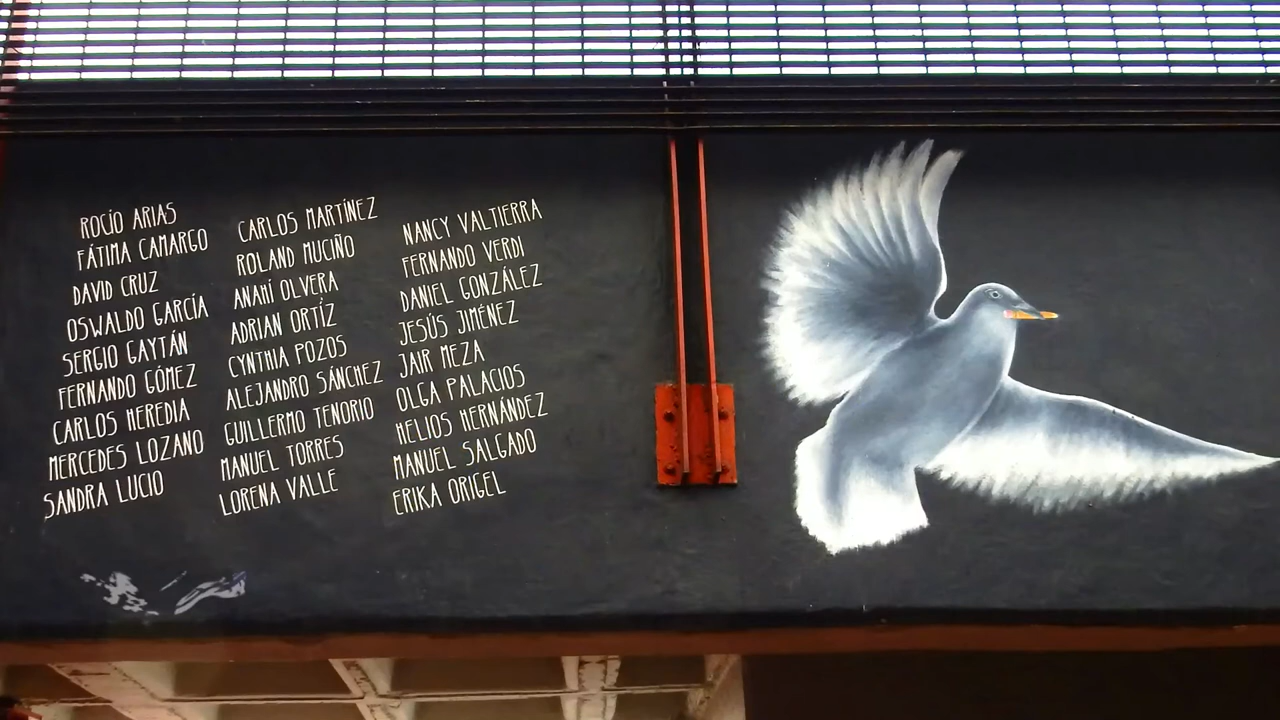 ROCÍO ARIAS
FÁTIMA CAMARGO
DAVID CRUZ
OSWALDO GARCÍA
SERGIO GAYTÁN
FERNANDO GÓMEZ
CARLOS HEREDIA
MERCEDES LOZANO
SANDRA LUCIO
CARLOS MARTÍNEZ
ROLAND MUCIÑO
ANAHÍ OLVERA
ADRIAN ORTÍZ
CYNTHIA POZOS
ALEJANDRO SÁNCHEZ
GUILLERMO TENORIO
MANUEL TORRES
LORENA VALLE
NANCY VALTIERRA
FERNANDO VERDI
DANIEL GONZÁLEZ
JESÚS JIMÉNEZ
JAIR MEZA
OLGA PALACIOS
HELIOS HERNÁNDEZ
MANUEL SALGADO
ERIKA ORIGEL